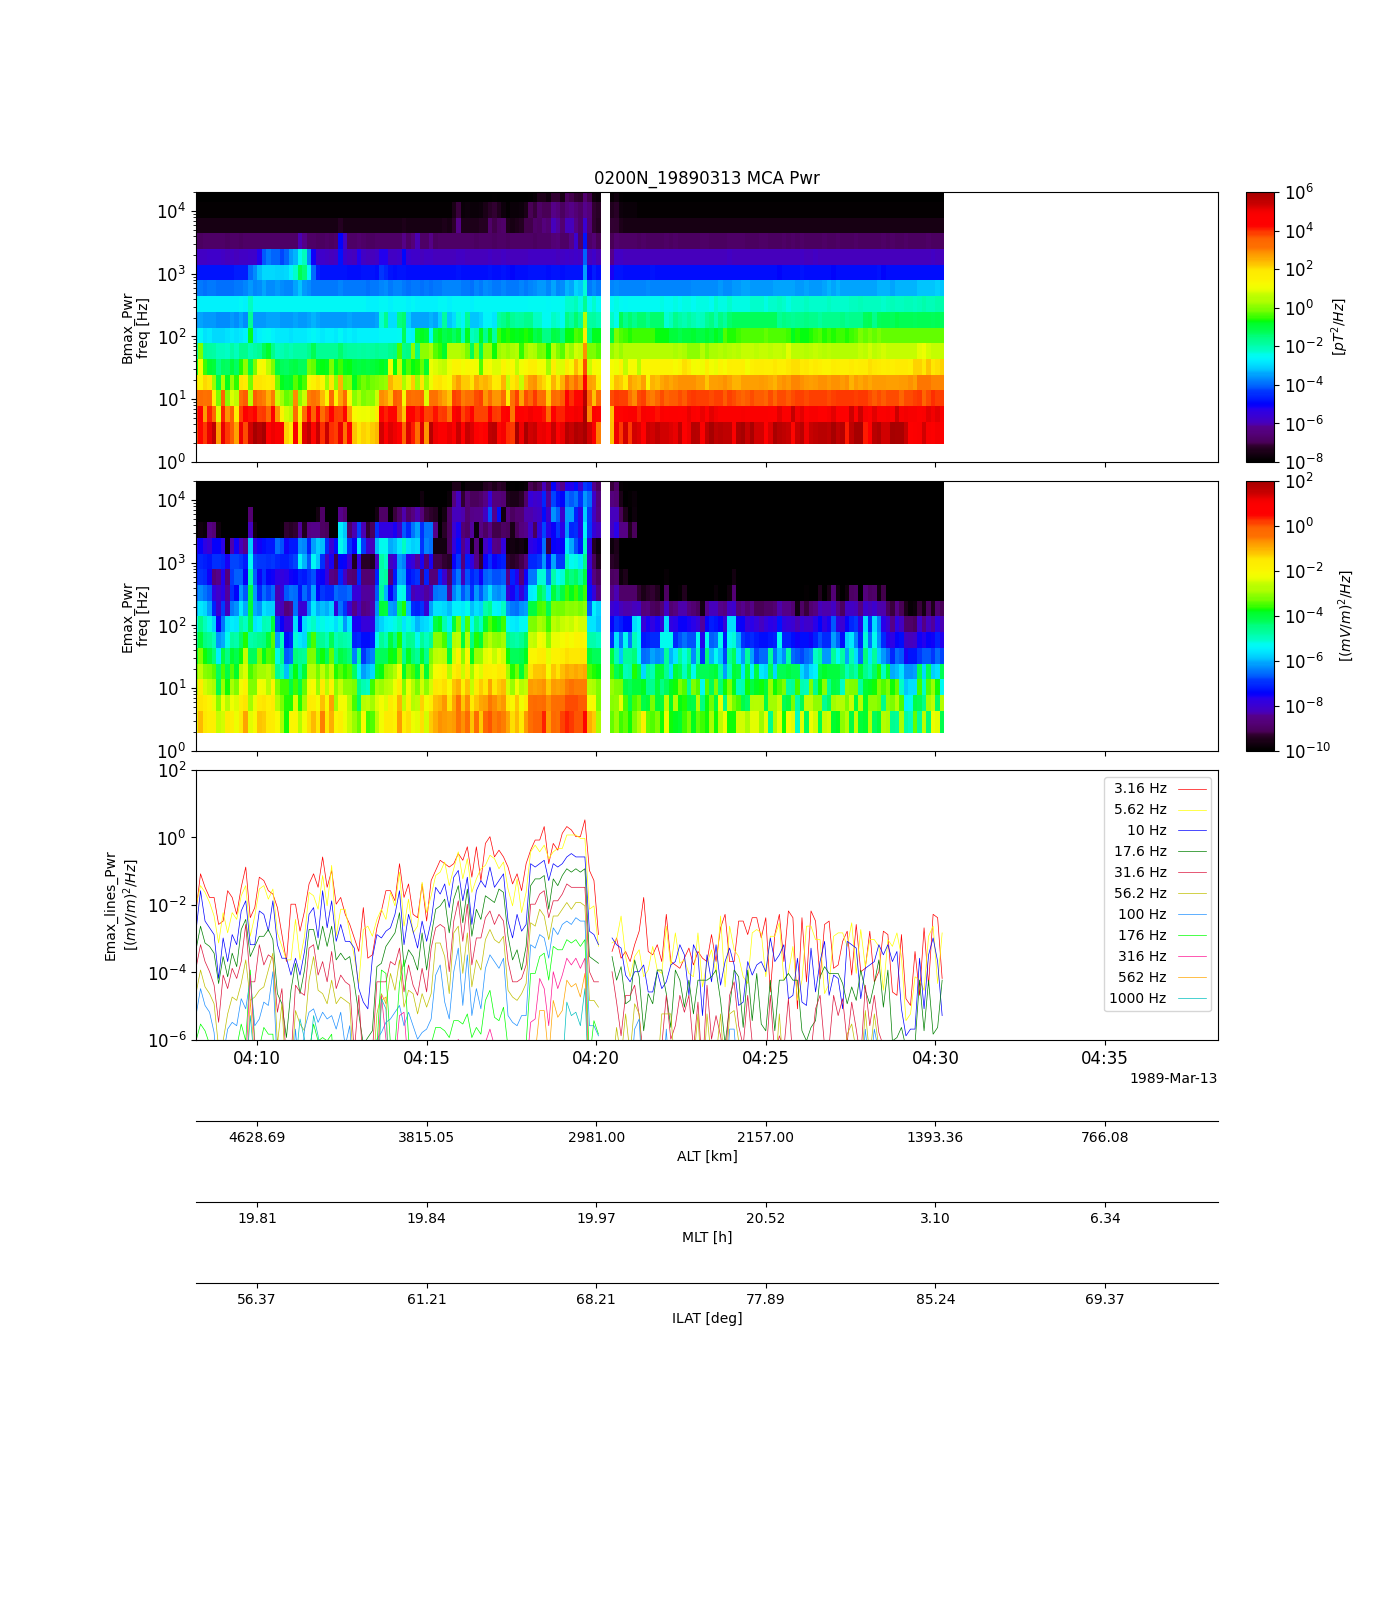 0200N_19890313 MCA Pwr
10^4
10^3
10^2
10^1
10^0
Bmax_Pwr
freq [Hz]
10^6
10^4
10^2
10^0
10^-2
10^-4
10^-6
10^-8
[pT^2/Hz]
10^4
10^3
10^2
10^1
10^0
Emax_Pwr
freq [Hz]
10^2
10^0
10^-2
10^-4
10^-6
10^-8
10^-10
[(mV/m)^2/Hz]
10^2
10^0
10^-2
10^-4
10^-6
Emax_lines_Pwr
[(mV/m)^2/Hz]
3.16 Hz
5.62 Hz
10 Hz
17.6 Hz
31.6 Hz
56.2 Hz
100 Hz
176 Hz
316 Hz
562 Hz
1000 Hz
04:10 04:15 04:20 04:25 04:30 04:35
1989-Mar-13
4628.69 3815.05 2981.00 2157.00 1393.36 766.08
ALT [km]
19.81 19.84 19.97 20.52 3.10 6.34
MLT [h]
56.37 61.21 68.21 77.89 85.24 69.37
ILAT [deg]